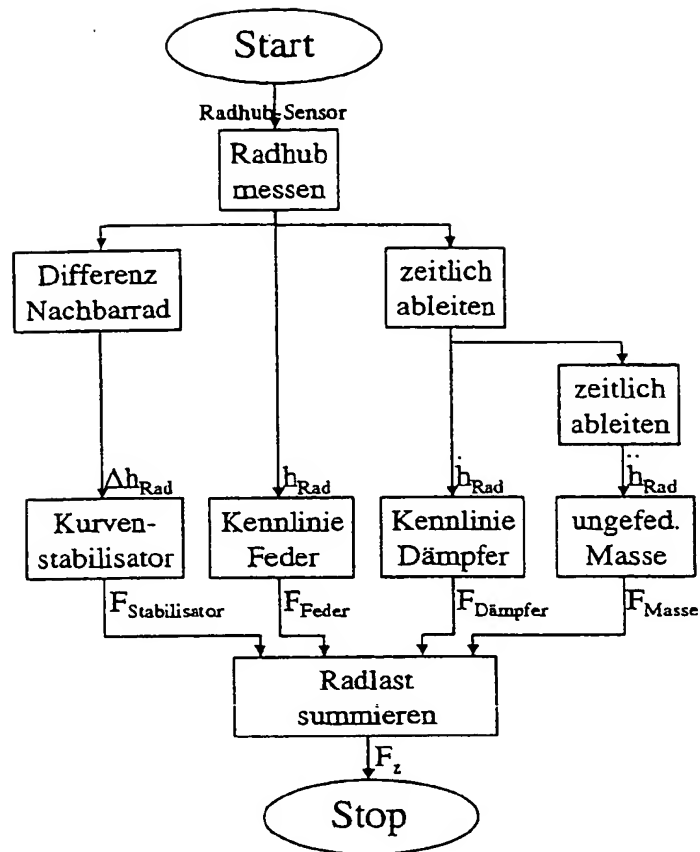 Start
Radhub-Sensor
Radhub
messen
Differenz
Nachbarrad
zeitlich
ableiten
zeitlich
ableiten
Δh_Rad
h_Rad
ḣ_Rad
ḧ_Rad
Kurven-
stabilisator
Kennlinie
Feder
Kennlinie
Dämpfer
ungefed.
Masse
F_Stabilisator
F_Feder
F_Dämpfer
F_Masse
Radlast
summieren
F_z
Stop